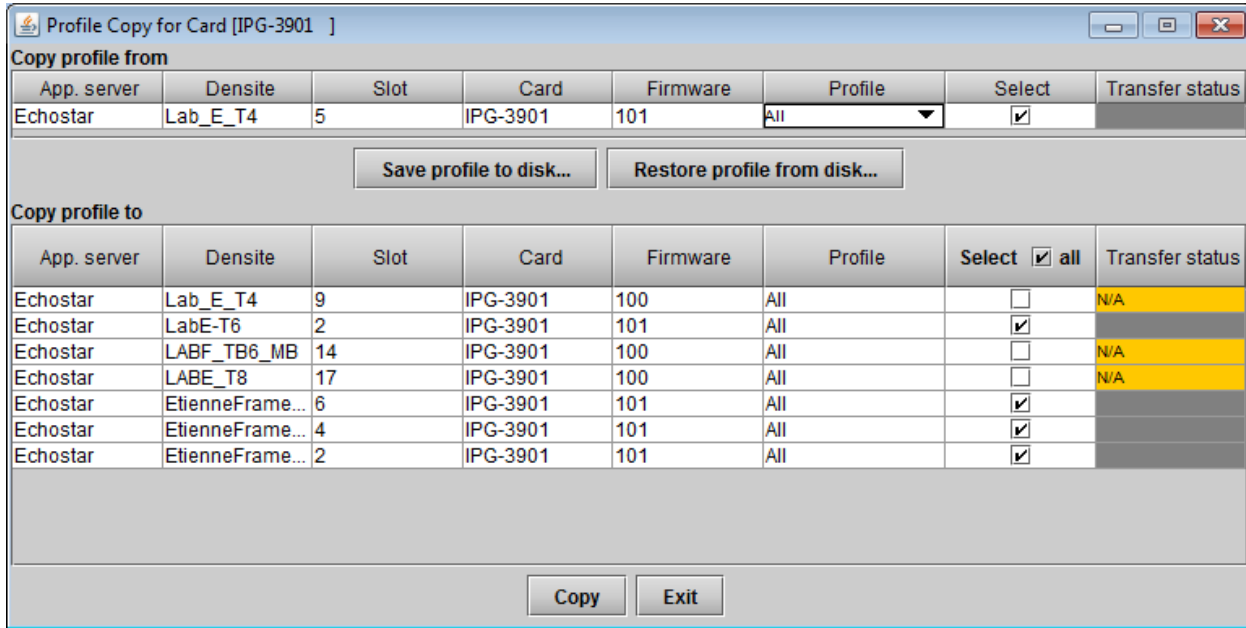 Profile Copy for Card [IPG-3901 ]
Copy profile from
App. server Densite Slot Card Firmware Profile Select Transfer status
Echostar Lab_E_T4 5 IPG-3901 101 All
Save profile to disk... Restore profile from disk...
Copy profile to
App. server Densite Slot Card Firmware Profile Select all Transfer status
Echostar Lab_E_T4 9 IPG-3901 100 All N/A
Echostar LabE-T6 2 IPG-3901 101 All
Echostar LABF_TB6_MB 14 IPG-3901 100 All N/A
Echostar LABE_T8 17 IPG-3901 100 All N/A
Echostar EtienneFrame... 6 IPG-3901 101 All
Echostar EtienneFrame... 4 IPG-3901 101 All
Echostar EtienneFrame... 2 IPG-3901 101 All
Copy Exit